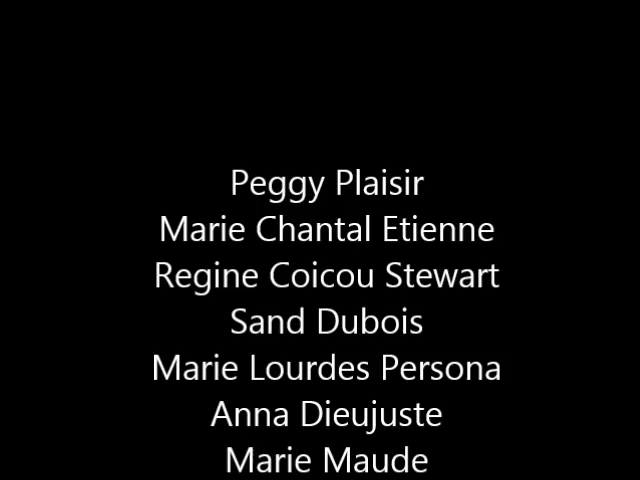 Peggy Plaisir
Marie Chantal Etienne
Regine Coicou Stewart
Sand Dubois
Marie Lourdes Persona
Anna Dieujuste
Marie Maude